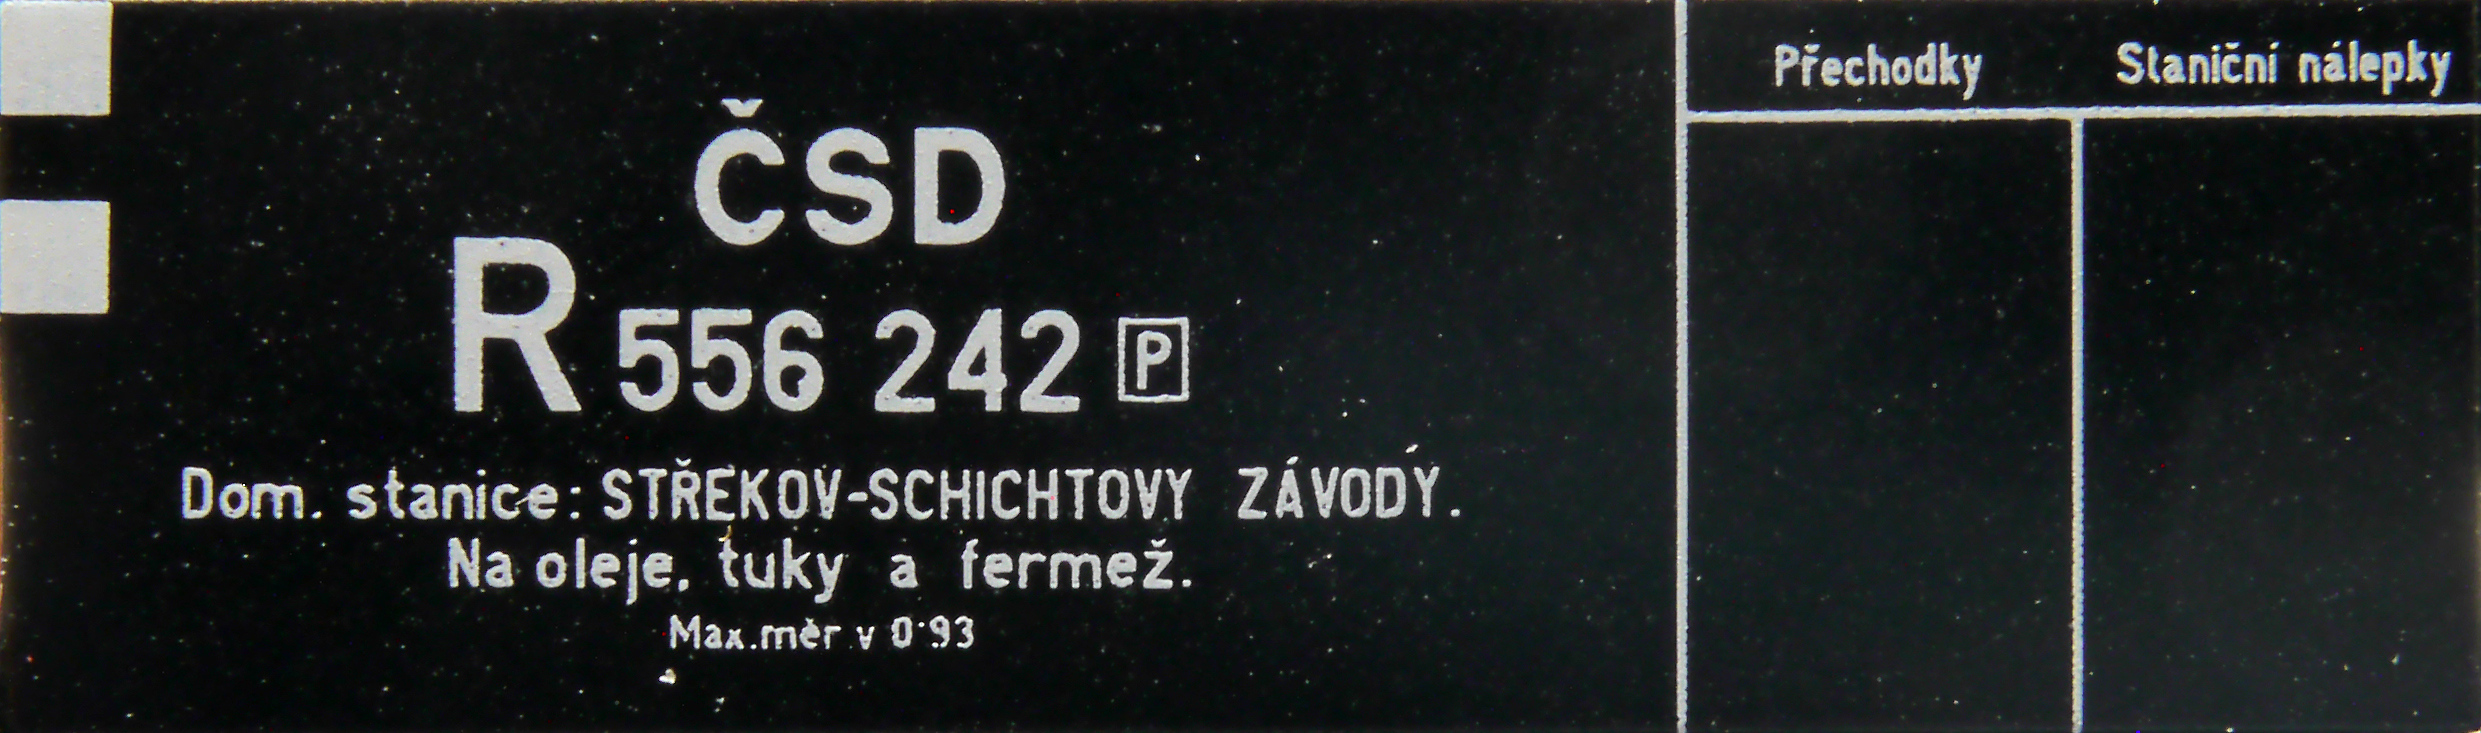 ČSD
R 556 242 P
Dom. stanice: STŘEKOV-SCHICHTOVY ZÁVODY.
Na oleje, tuky a fermež.
Max.měr v 0·93
Přechodky
Staniční nálepky